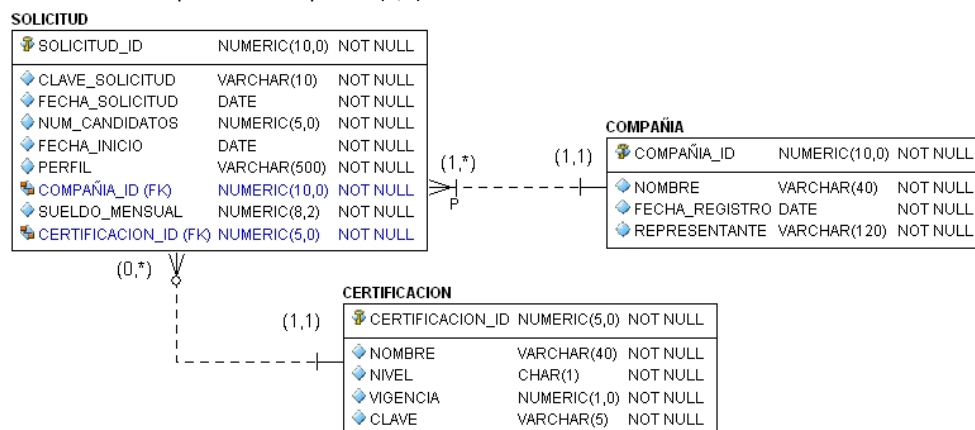 SOLICITUD
SOLICITUD_ID NUMERIC(10,0) NOT NULL
CLAVE_SOLICITUD VARCHAR(10) NOT NULL
FECHA_SOLICITUD DATE NOT NULL
NUM_CANDIDATOS NUMERIC(5,0) NOT NULL
FECHA_INICIO DATE NOT NULL
PERFIL VARCHAR(500) NOT NULL
COMPAÑIA_ID (FK) NUMERIC(10,0) NOT NULL
SUELDO_MENSUAL NUMERIC(8,2) NOT NULL
CERTIFICACION_ID (FK) NUMERIC(5,0) NOT NULL
(1,*)
P
(1,1)
COMPAÑIA
COMPAÑIA_ID NUMERIC(10,0) NOT NULL
NOMBRE VARCHAR(40) NOT NULL
FECHA_REGISTRO DATE NOT NULL
REPRESENTANTE VARCHAR(120) NOT NULL
(0,*)
(1,1)
CERTIFICACION
CERTIFICACION_ID NUMERIC(5,0) NOT NULL
NOMBRE VARCHAR(40) NOT NULL
NIVEL CHAR(1) NOT NULL
VIGENCIA NUMERIC(1,0) NOT NULL
CLAVE VARCHAR(5) NOT NULL